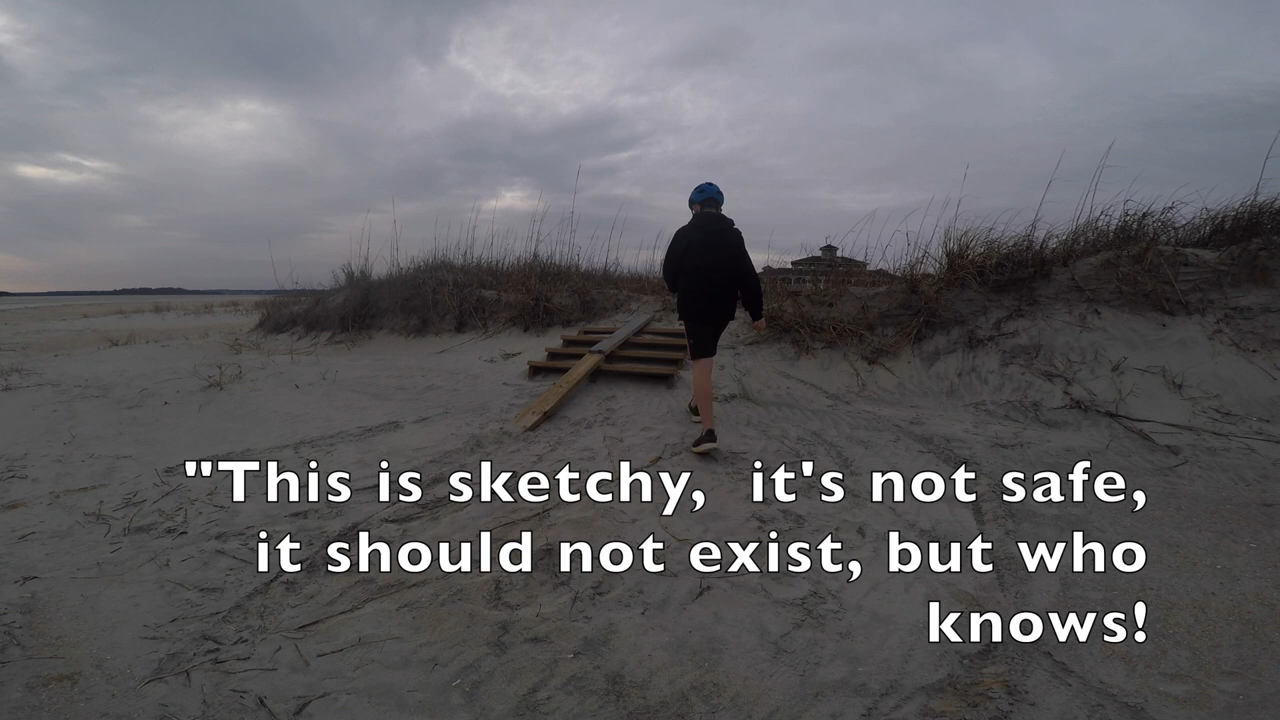 "This is sketchy,  it's not safe,
it should not exist, but who
knows!